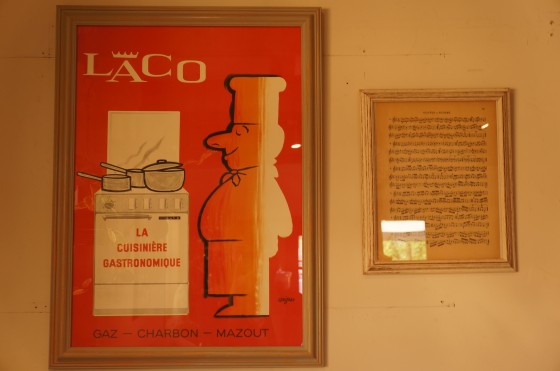 LACO
LA
CUISINIÈRE
GASTRONOMIQUE
GAZ — CHARBON — MAZOUT